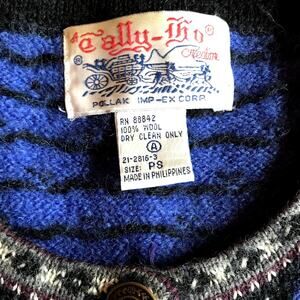 Tally-Ho
®
POLLAK IMP-EX CORP.
RN 88842
100% WOOL
DRY CLEAN ONLY
A
21-2816-3
SIZE: PS
MADE IN PHILIPPINES